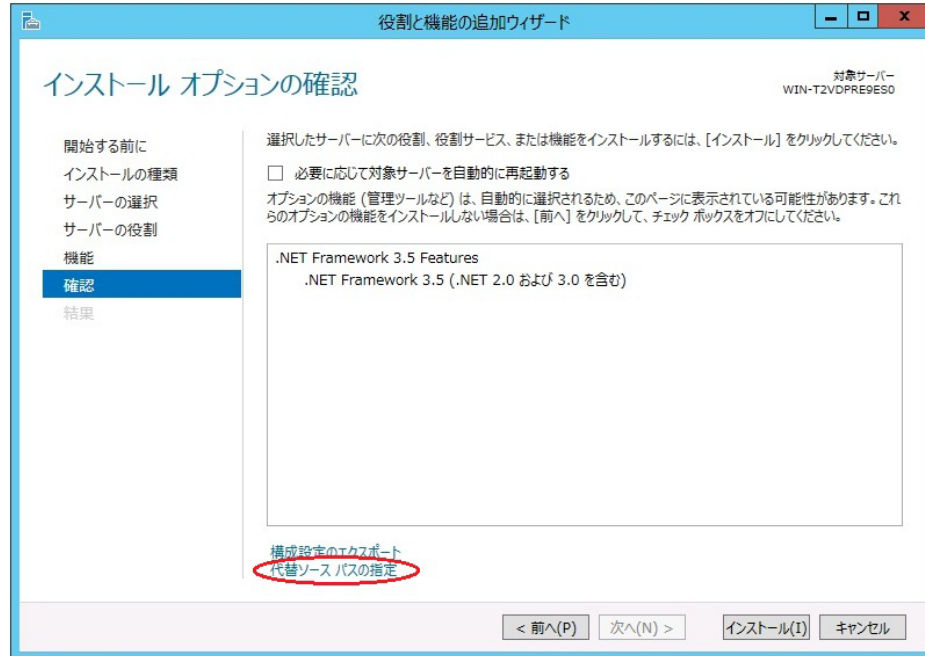 役割と機能の追加ウィザード
インストール オプションの確認
対象サーバー
WIN-T2VDPRE9ES0
開始する前に
インストールの種類
サーバーの選択
サーバーの役割
機能
確認
結果
選択したサーバーに次の役割、役割サービス、または機能をインストールするには、[インストール] をクリックしてください。
必要に応じて対象サーバーを自動的に再起動する
オプションの機能 (管理ツールなど) は、自動的に選択されるため、このページに表示されている可能性があります。これ
らのオプションの機能をインストールしない場合は、[前へ] をクリックして、チェック ボックスをオフにしてください。
.NET Framework 3.5 Features
.NET Framework 3.5 (.NET 2.0 および 3.0 を含む)
構成設定のエクスポート
代替ソース パスの指定
< 前へ(P)
次へ(N) >
インストール(I)
キャンセル